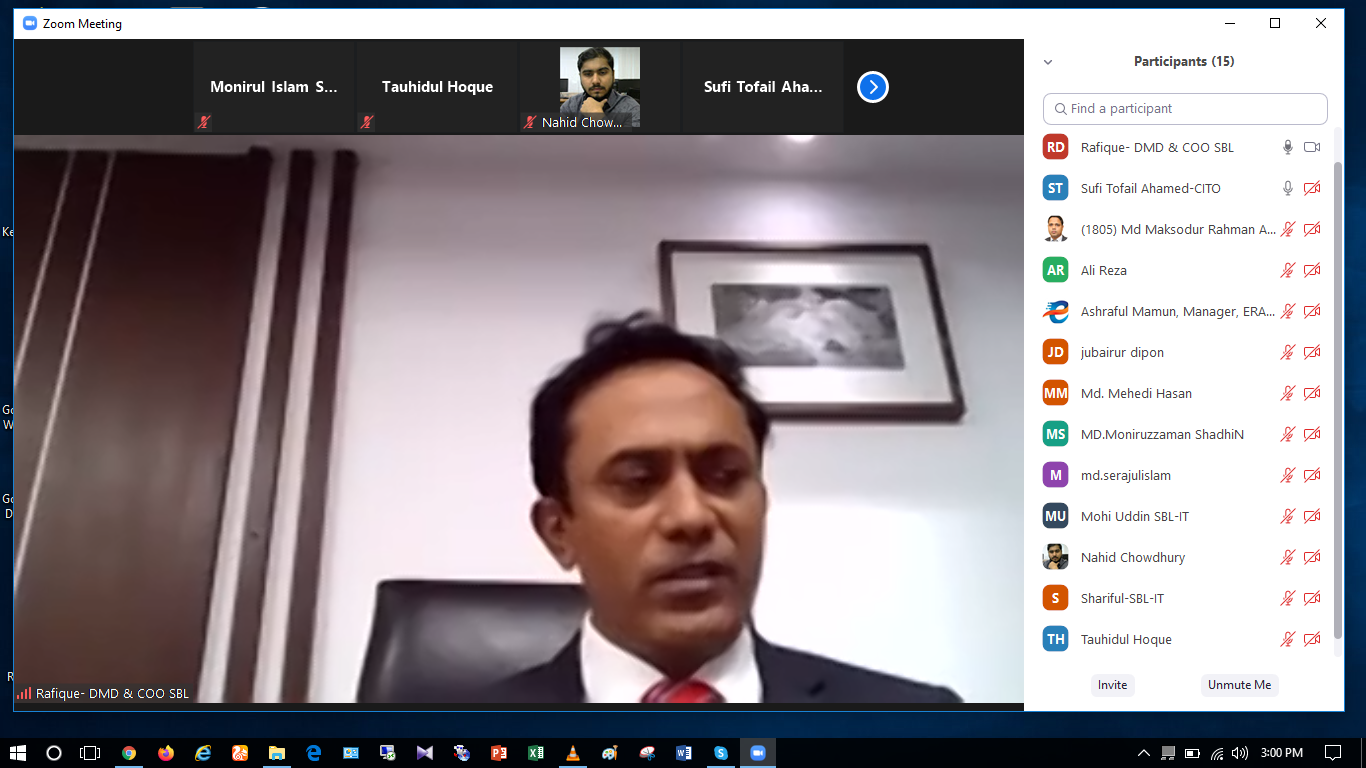 Zoom Meeting
Monirul Islam S...
Tauhidul Hoque
Nahid Chow...
Sufi Tofail Aha...
Rafique- DMD & COO SBL
Participants (15)
Find a participant
RD Rafique- DMD & COO SBL
ST Sufi Tofail Ahamed-CITO
(1805) Md Maksodur Rahman A...
AR Ali Reza
Ashraful Mamun, Manager, ERA...
JD jubairur dipon
MM Md. Mehedi Hasan
MS MD.Moniruzzaman ShadhiN
M md.serajulislam
MU Mohi Uddin SBL-IT
Nahid Chowdhury
S Shariful-SBL-IT
TH Tauhidul Hoque
Invite
Unmute Me
Ke
Go
W
Go
D
R
3:00 PM